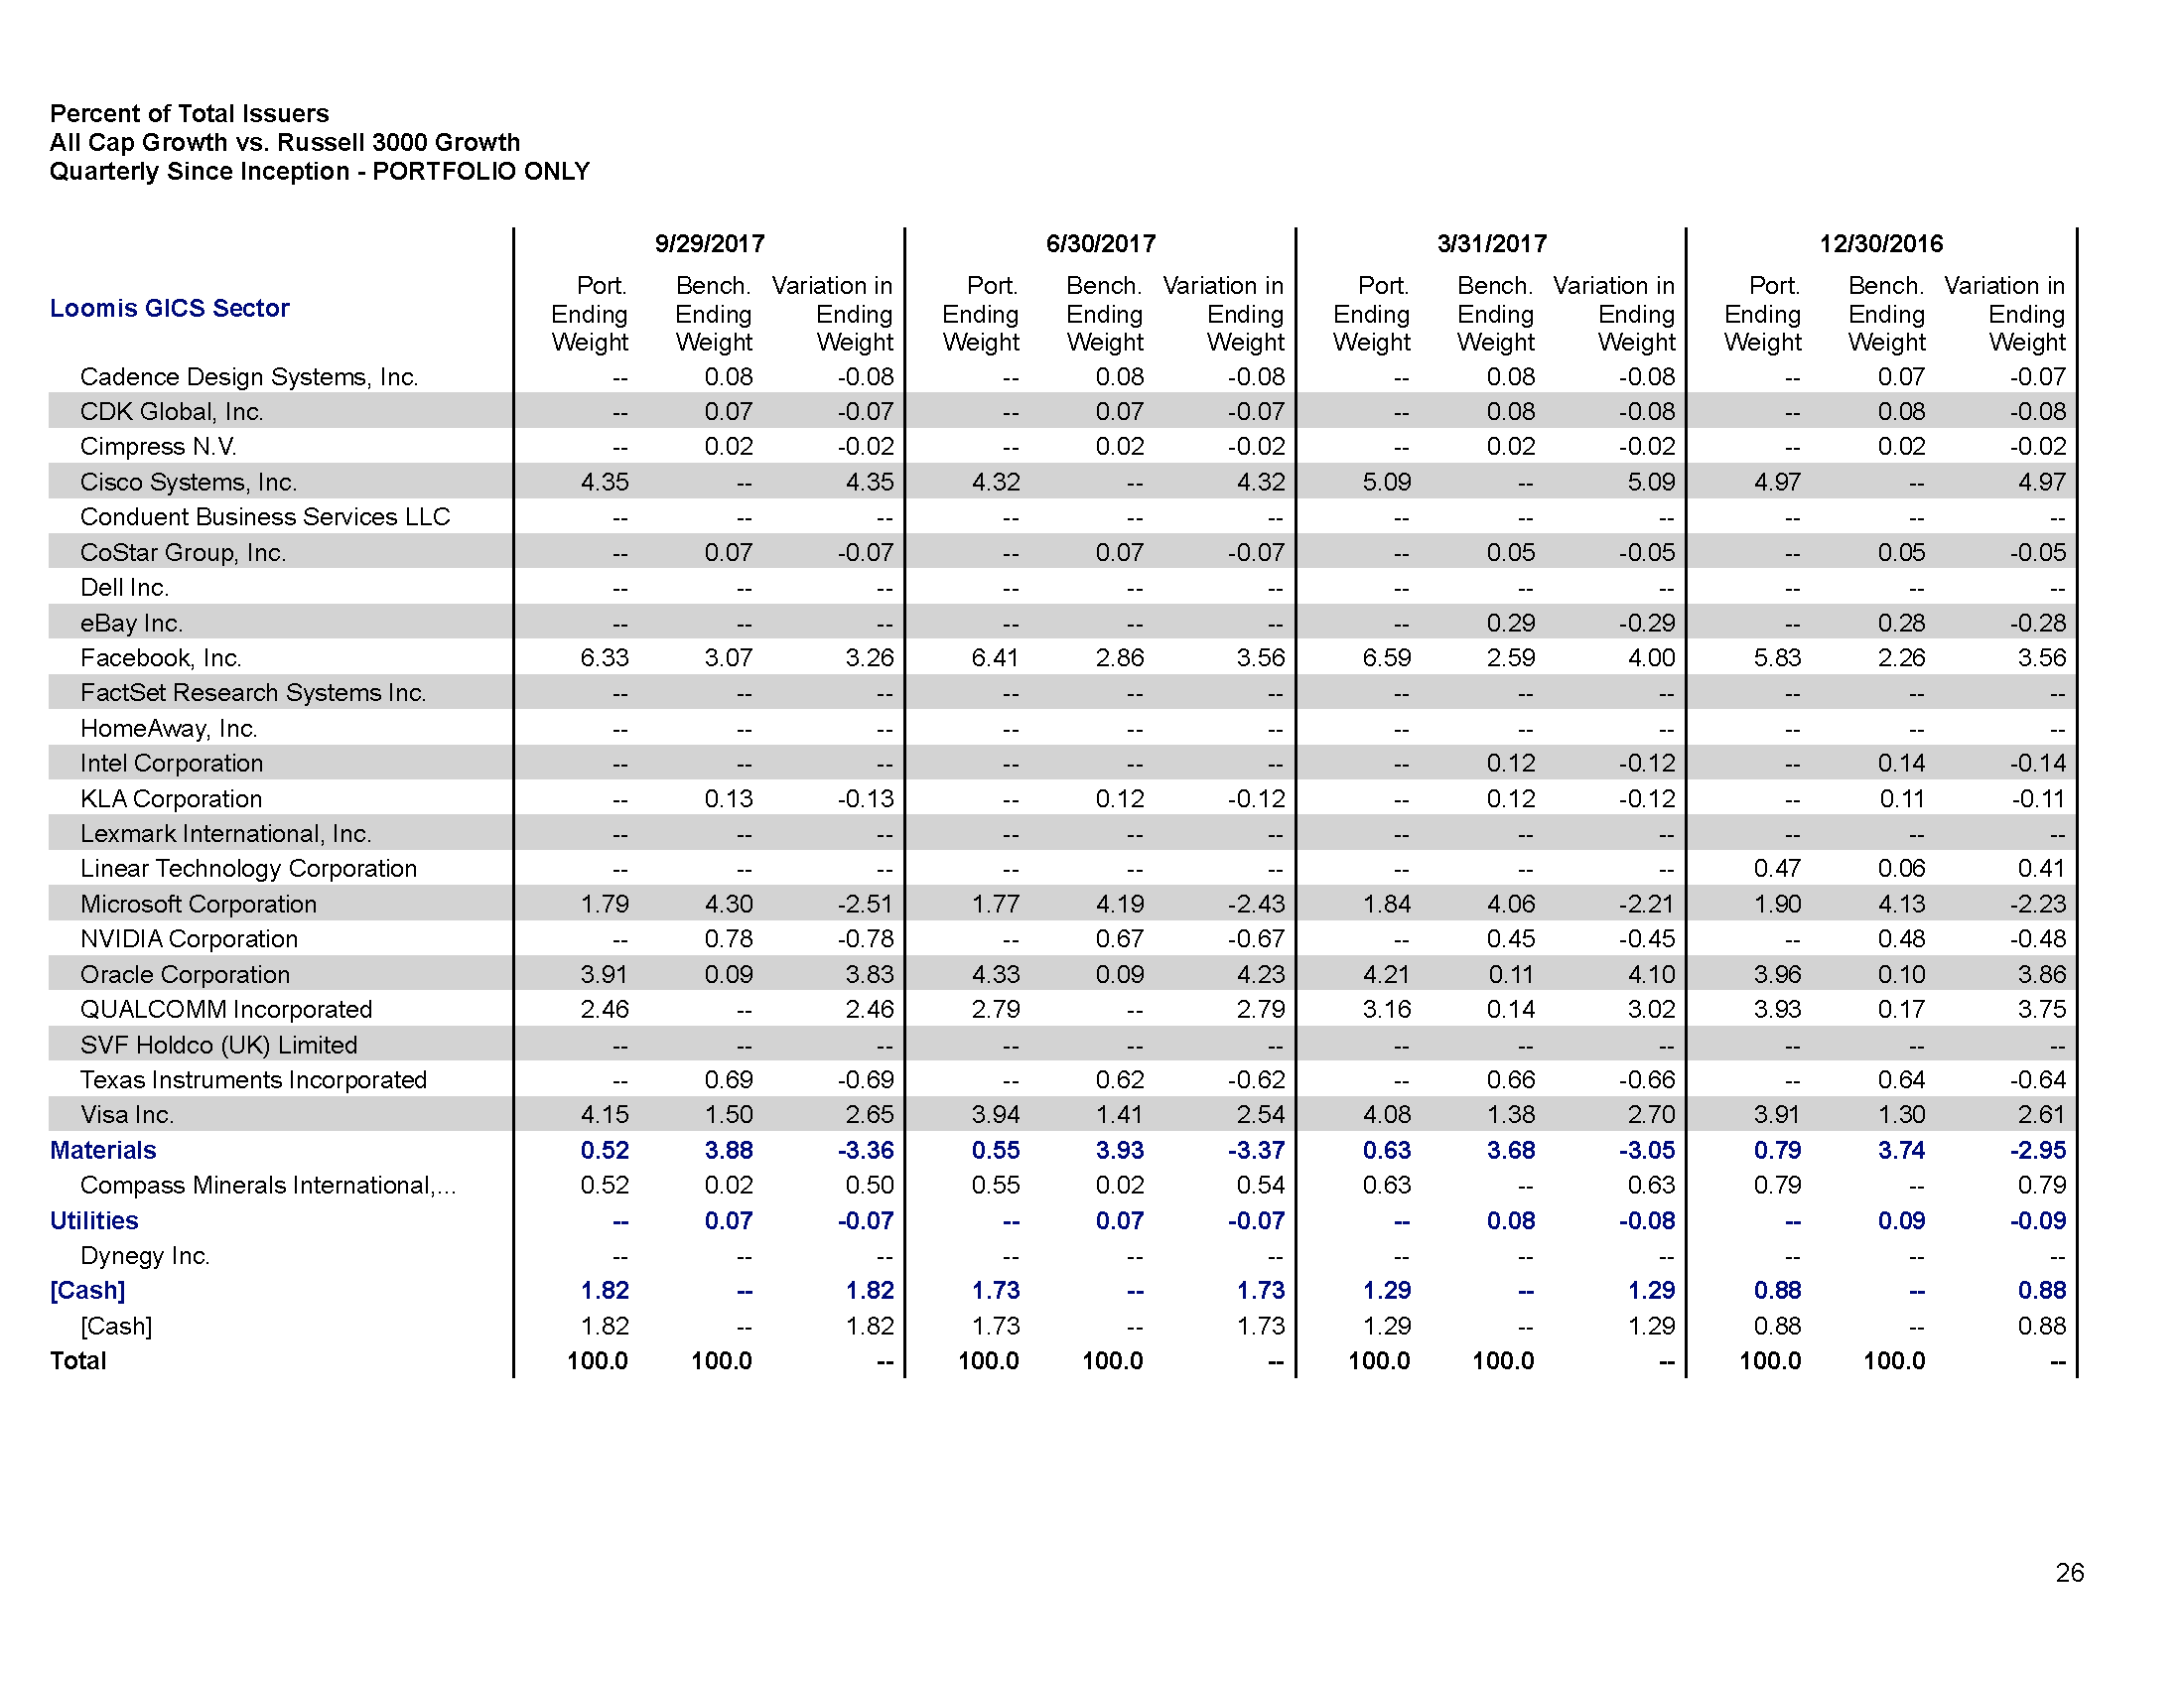 Percent of Total Issuers
All Cap Growth vs. Russell 3000 Growth
Quarterly Since Inception - PORTFOLIO ONLY
9/29/2017 6/30/2017 3/31/2017 12/30/2016
Loomis GICS Sector
Port. Bench. Variation in Port. Bench. Variation in Port. Bench. Variation in Port. Bench. Variation in
Ending Ending Ending Ending Ending Ending Ending Ending Ending Ending Ending Ending
Weight Weight Weight Weight Weight Weight Weight Weight Weight Weight Weight Weight
Cadence Design Systems, Inc. -- 0.08 -0.08 -- 0.08 -0.08 -- 0.08 -0.08 -- 0.07 -0.07
CDK Global, Inc. -- 0.07 -0.07 -- 0.07 -0.07 -- 0.08 -0.08 -- 0.08 -0.08
Cimpress N.V. -- 0.02 -0.02 -- 0.02 -0.02 -- 0.02 -0.02 -- 0.02 -0.02
Cisco Systems, Inc. 4.35 -- 4.35 4.32 -- 4.32 5.09 -- 5.09 4.97 -- 4.97
Conduent Business Services LLC -- -- -- -- -- -- -- -- -- -- -- --
CoStar Group, Inc. -- 0.07 -0.07 -- 0.07 -0.07 -- 0.05 -0.05 -- 0.05 -0.05
Dell Inc. -- -- -- -- -- -- -- -- -- -- -- --
eBay Inc. -- -- -- -- -- -- -- 0.29 -0.29 -- 0.28 -0.28
Facebook, Inc. 6.33 3.07 3.26 6.41 2.86 3.56 6.59 2.59 4.00 5.83 2.26 3.56
FactSet Research Systems Inc. -- -- -- -- -- -- -- -- -- -- -- --
HomeAway, Inc. -- -- -- -- -- -- -- -- -- -- -- --
Intel Corporation -- -- -- -- -- -- -- 0.12 -0.12 -- 0.14 -0.14
KLA Corporation -- 0.13 -0.13 -- 0.12 -0.12 -- 0.12 -0.12 -- 0.11 -0.11
Lexmark International, Inc. -- -- -- -- -- -- -- -- -- -- -- --
Linear Technology Corporation -- -- -- -- -- -- -- -- -- 0.47 0.06 0.41
Microsoft Corporation 1.79 4.30 -2.51 1.77 4.19 -2.43 1.84 4.06 -2.21 1.90 4.13 -2.23
NVIDIA Corporation -- 0.78 -0.78 -- 0.67 -0.67 -- 0.45 -0.45 -- 0.48 -0.48
Oracle Corporation 3.91 0.09 3.83 4.33 0.09 4.23 4.21 0.11 4.10 3.96 0.10 3.86
QUALCOMM Incorporated 2.46 -- 2.46 2.79 -- 2.79 3.16 0.14 3.02 3.93 0.17 3.75
SVF Holdco (UK) Limited -- -- -- -- -- -- -- -- -- -- -- --
Texas Instruments Incorporated -- 0.69 -0.69 -- 0.62 -0.62 -- 0.66 -0.66 -- 0.64 -0.64
Visa Inc. 4.15 1.50 2.65 3.94 1.41 2.54 4.08 1.38 2.70 3.91 1.30 2.61
Materials 0.52 3.88 -3.36 0.55 3.93 -3.37 0.63 3.68 -3.05 0.79 3.74 -2.95
Compass Minerals International,... 0.52 0.02 0.50 0.55 0.02 0.54 0.63 -- 0.63 0.79 -- 0.79
Utilities -- 0.07 -0.07 -- 0.07 -0.07 -- 0.08 -0.08 -- 0.09 -0.09
Dynegy Inc. -- -- -- -- -- -- -- -- -- -- -- --
[Cash] 1.82 -- 1.82 1.73 -- 1.73 1.29 -- 1.29 0.88 -- 0.88
[Cash] 1.82 -- 1.82 1.73 -- 1.73 1.29 -- 1.29 0.88 -- 0.88
Total 100.0 100.0 -- 100.0 100.0 -- 100.0 100.0 -- 100.0 100.0 --
26